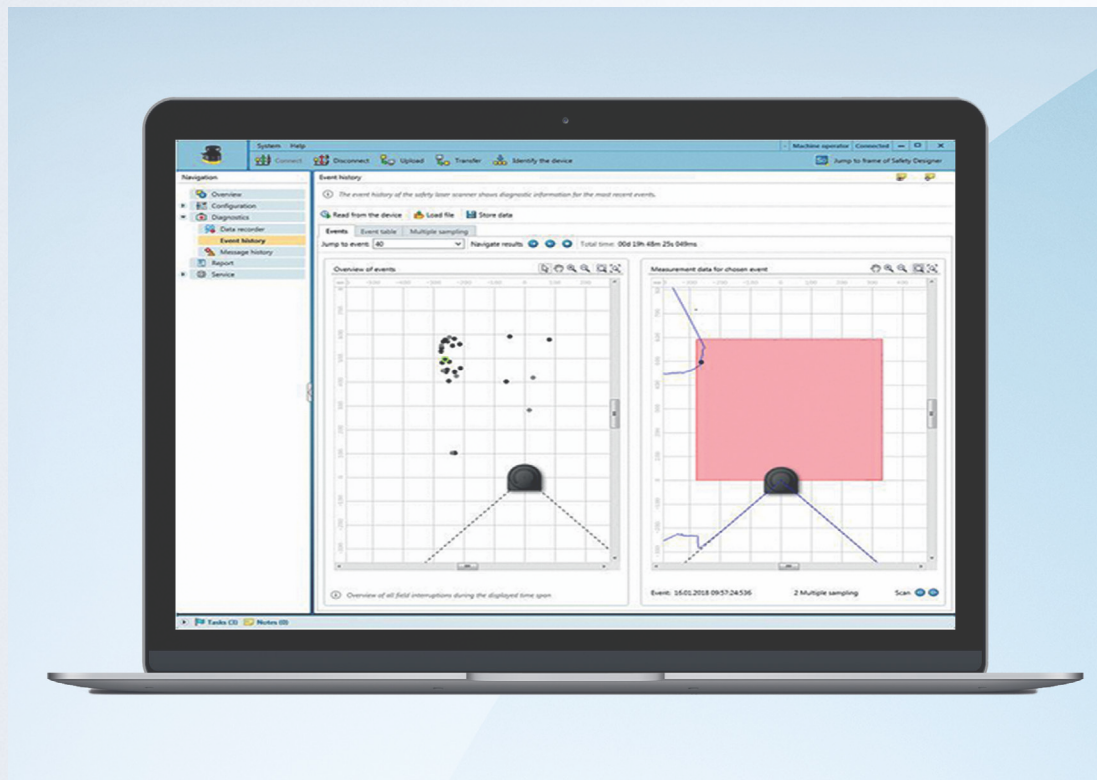 System Help
Machine operator Connected
Connect Disconnect Upload Transfer Identify the device
Jump to frame of Safety Designer
Navigation
Overview
Configuration
Diagnostics
Data recorder
Event history
Message history
Report
Service
Event history
The event history of the safety laser scanner shows diagnostic information for the most recent events.
Read from the device Load file Store data
Events Event table Multiple sampling
Jump to event: 40 Navigate results Total time: 00d 19h 48m 25s 049ms
Overview of events
Overview of all field interruptions during the displayed time span
Measurement data for chosen event
Event: 16.01.2018 09:57:24:536 2 Multiple sampling Scan
Tasks (3) Notes (0)